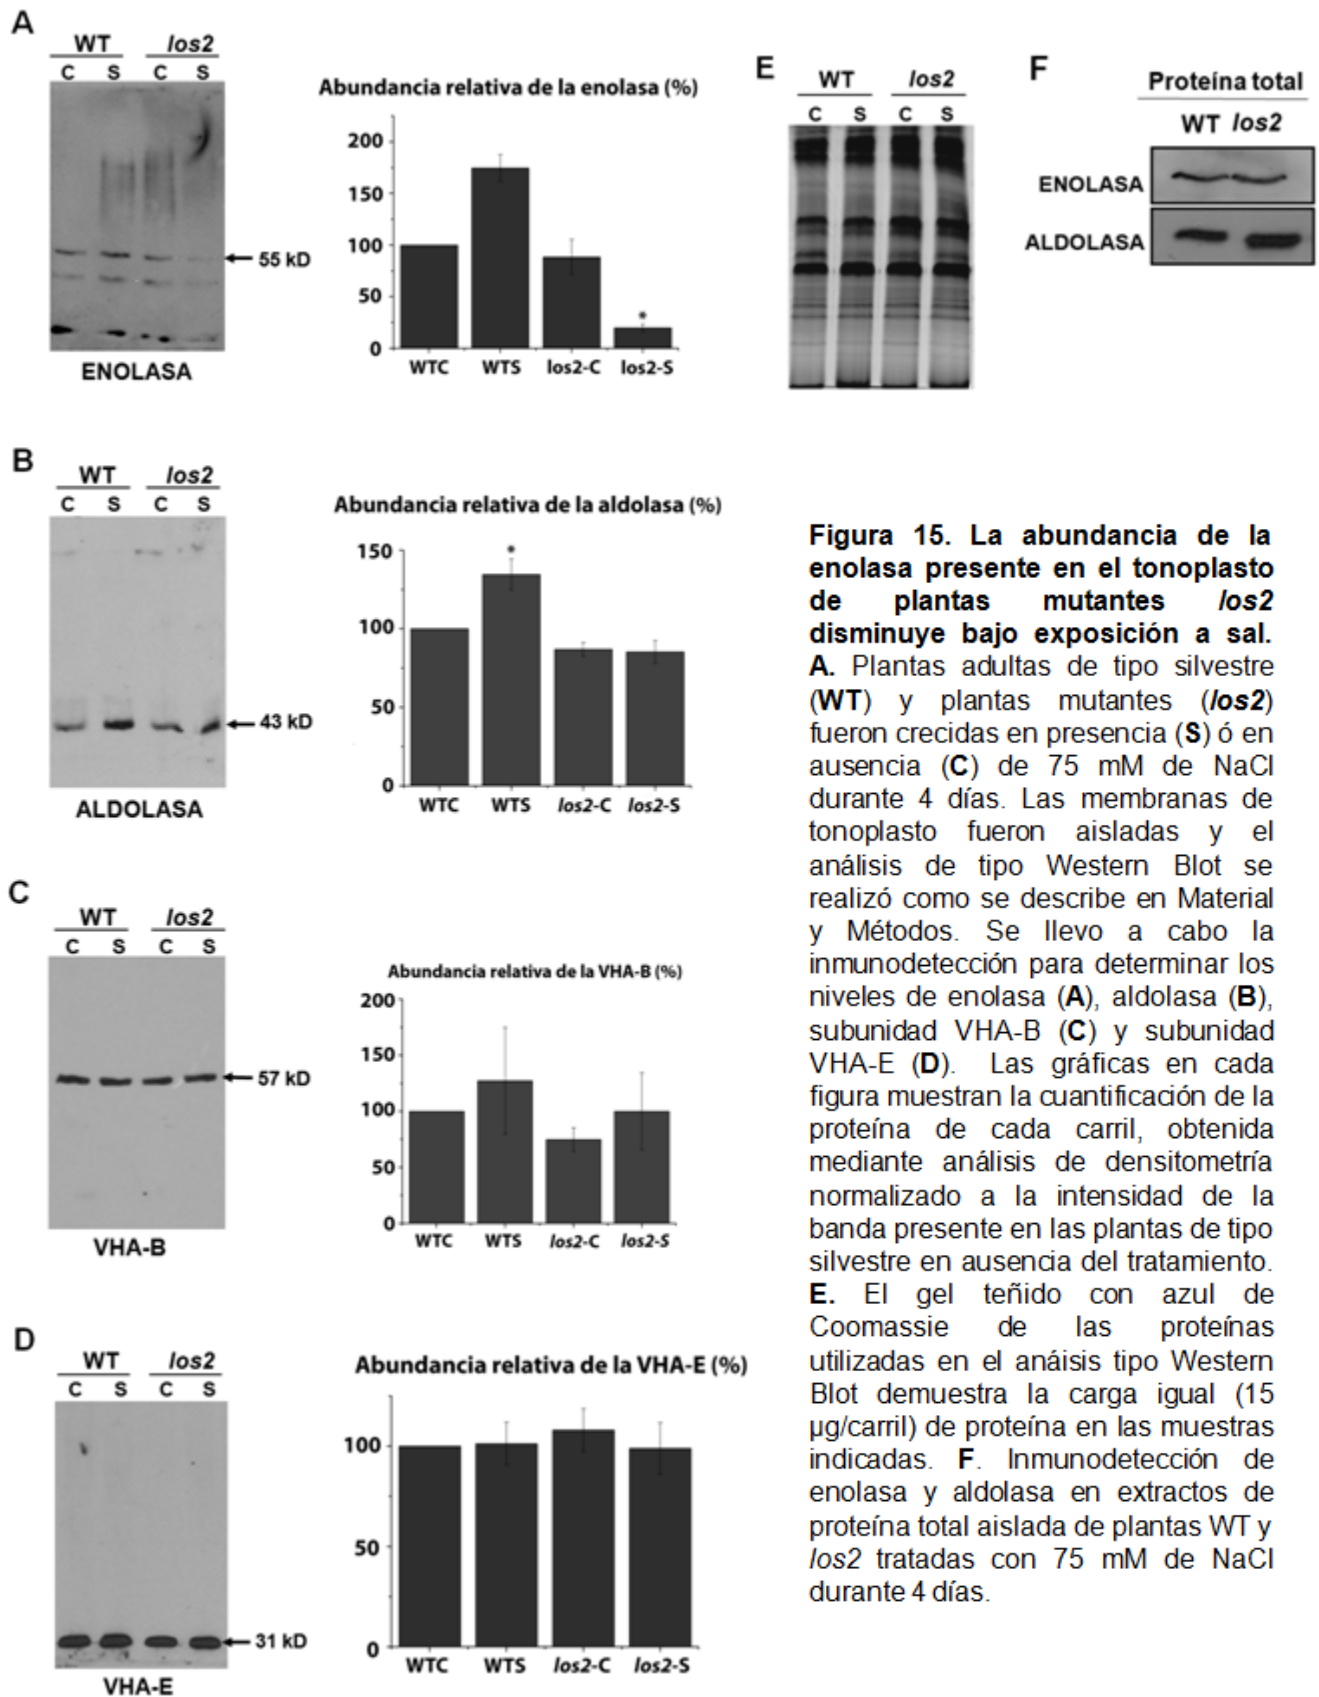 A
WT los2
C S C S
55 kD
ENOLASA
Abundancia relativa de la enolasa (%)
200
150
100
50
0
WTC WTS los2-C los2-S
*
B
WT los2
C S C S
43 kD
ALDOLASA
Abundancia relativa de la aldolasa (%)
150
100
50
0
WTC WTS los2-C los2-S
*
C
WT los2
C S C S
57 kD
VHA-B
Abundancia relativa de la VHA-B (%)
200
150
100
50
0
WTC WTS los2-C los2-S
D
WT los2
C S C S
31 kD
VHA-E
Abundancia relativa de la VHA-E (%)
100
50
0
WTC WTS los2-C los2-S
E
WT los2
C S C S
F
Proteína total
WT los2
ENOLASA
ALDOLASA
Figura 15. La abundancia de la
enolasa presente en el tonoplasto
de plantas mutantes los2
disminuye bajo exposición a sal.
A. Plantas adultas de tipo silvestre
(WT) y plantas mutantes (los2)
fueron crecidas en presencia (S) ó en
ausencia (C) de 75 mM de NaCl
durante 4 días. Las membranas de
tonoplasto fueron aisladas y el
análisis de tipo Western Blot se
realizó como se describe en Material
y Métodos. Se llevo a cabo la
inmunodetección para determinar los
niveles de enolasa (A), aldolasa (B),
subunidad VHA-B (C) y subunidad
VHA-E (D). Las gráficas en cada
figura muestran la cuantificación de la
proteína de cada carril, obtenida
mediante análisis de densitometría
normalizado a la intensidad de la
banda presente en las plantas de tipo
silvestre en ausencia del tratamiento.
E. El gel teñido con azul de
Coomassie de las proteínas
utilizadas en el anáisis tipo Western
Blot demuestra la carga igual (15
µg/carril) de proteína en las muestras
indicadas. F. Inmunodetección de
enolasa y aldolasa en extractos de
proteína total aislada de plantas WT y
los2 tratadas con 75 mM de NaCl
durante 4 días.